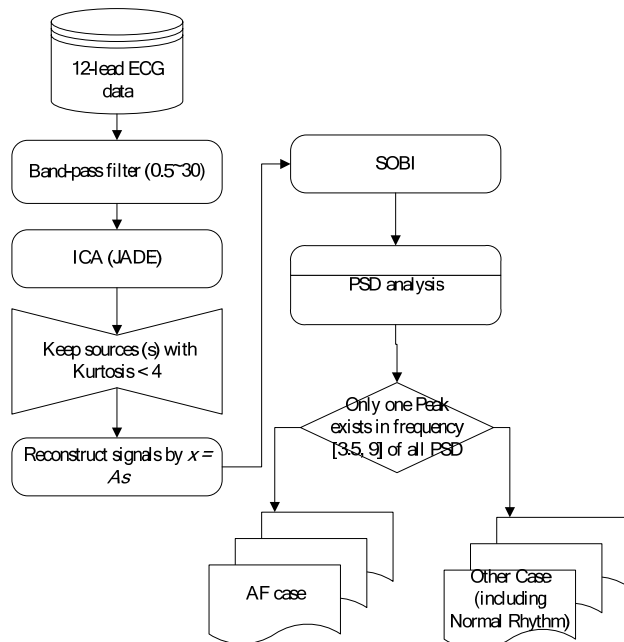 12-lead ECG
data
Band-pass filter (0.5~30)
ICA (JADE)
Keep sources (s) with
Kurtosis < 4
Reconstruct signals by x =
As
SOBI
PSD analysis
Only one Peak
exists in frequency
[3.5, 9] of all PSD
AF case
Other Case
(including
Normal Rhythm)